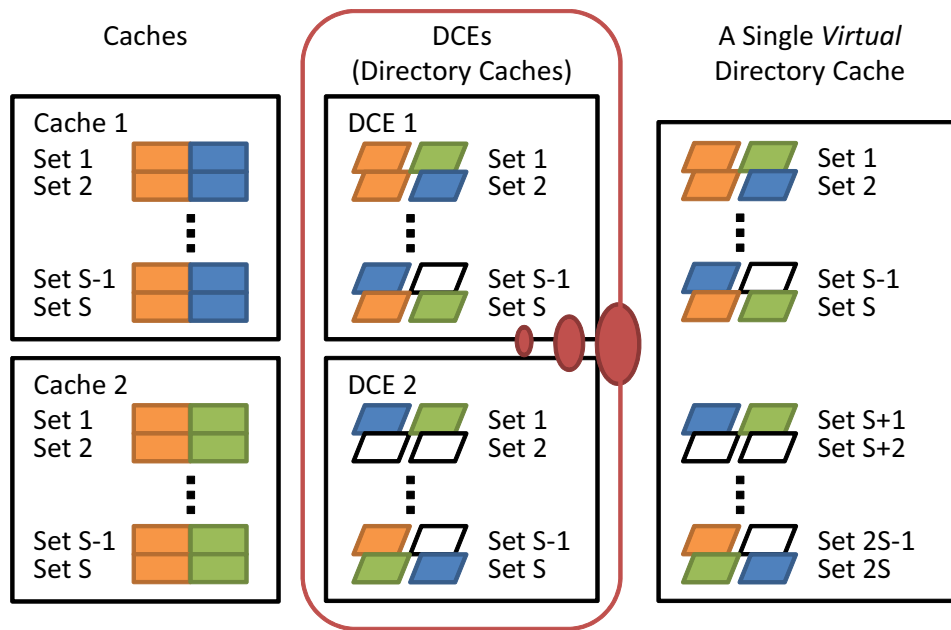 Caches
Cache 1
Set 1
Set 2
Set S-1
Set S
Cache 2
Set 1
Set 2
Set S-1
Set S
DCEs
(Directory Caches)
DCE 1
Set 1
Set 2
Set S-1
Set S
DCE 2
Set 1
Set 2
Set S-1
Set S
A Single Virtual
Directory Cache
Set 1
Set 2
Set S-1
Set S
Set S+1
Set S+2
Set 2S-1
Set 2S